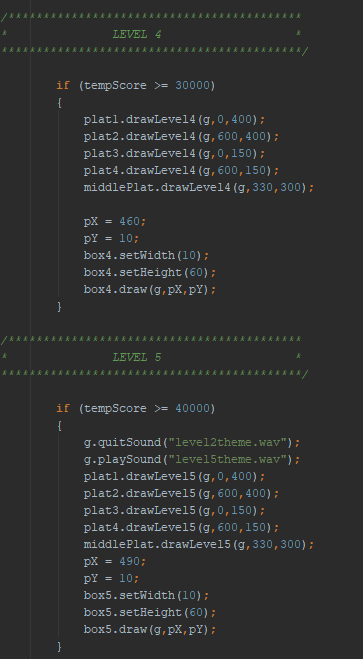 /******************************************
*               LEVEL 4                   *
*******************************************/
if (tempScore >= 30000)
{
plat1.drawLevel4(g,0,400);
plat2.drawLevel4(g,600,400);
plat3.drawLevel4(g,0,150);
plat4.drawLevel4(g,600,150);
middlePlat.drawLevel4(g,330,300);
pX = 460;
pY = 10;
box4.setWidth(10);
box4.setHeight(60);
box4.draw(g,pX,pY);
}
/******************************************
*               LEVEL 5                   *
*******************************************/
if (tempScore >= 40000)
{
g.quitSound("level2theme.wav");
g.playSound("level5theme.wav");
plat1.drawLevel5(g,0,400);
plat2.drawLevel5(g,600,400);
plat3.drawLevel5(g,0,150);
plat4.drawLevel5(g,600,150);
middlePlat.drawLevel5(g,330,300);
pX = 490;
pY = 10;
box5.setWidth(10);
box5.setHeight(60);
box5.draw(g,pX,pY);
}